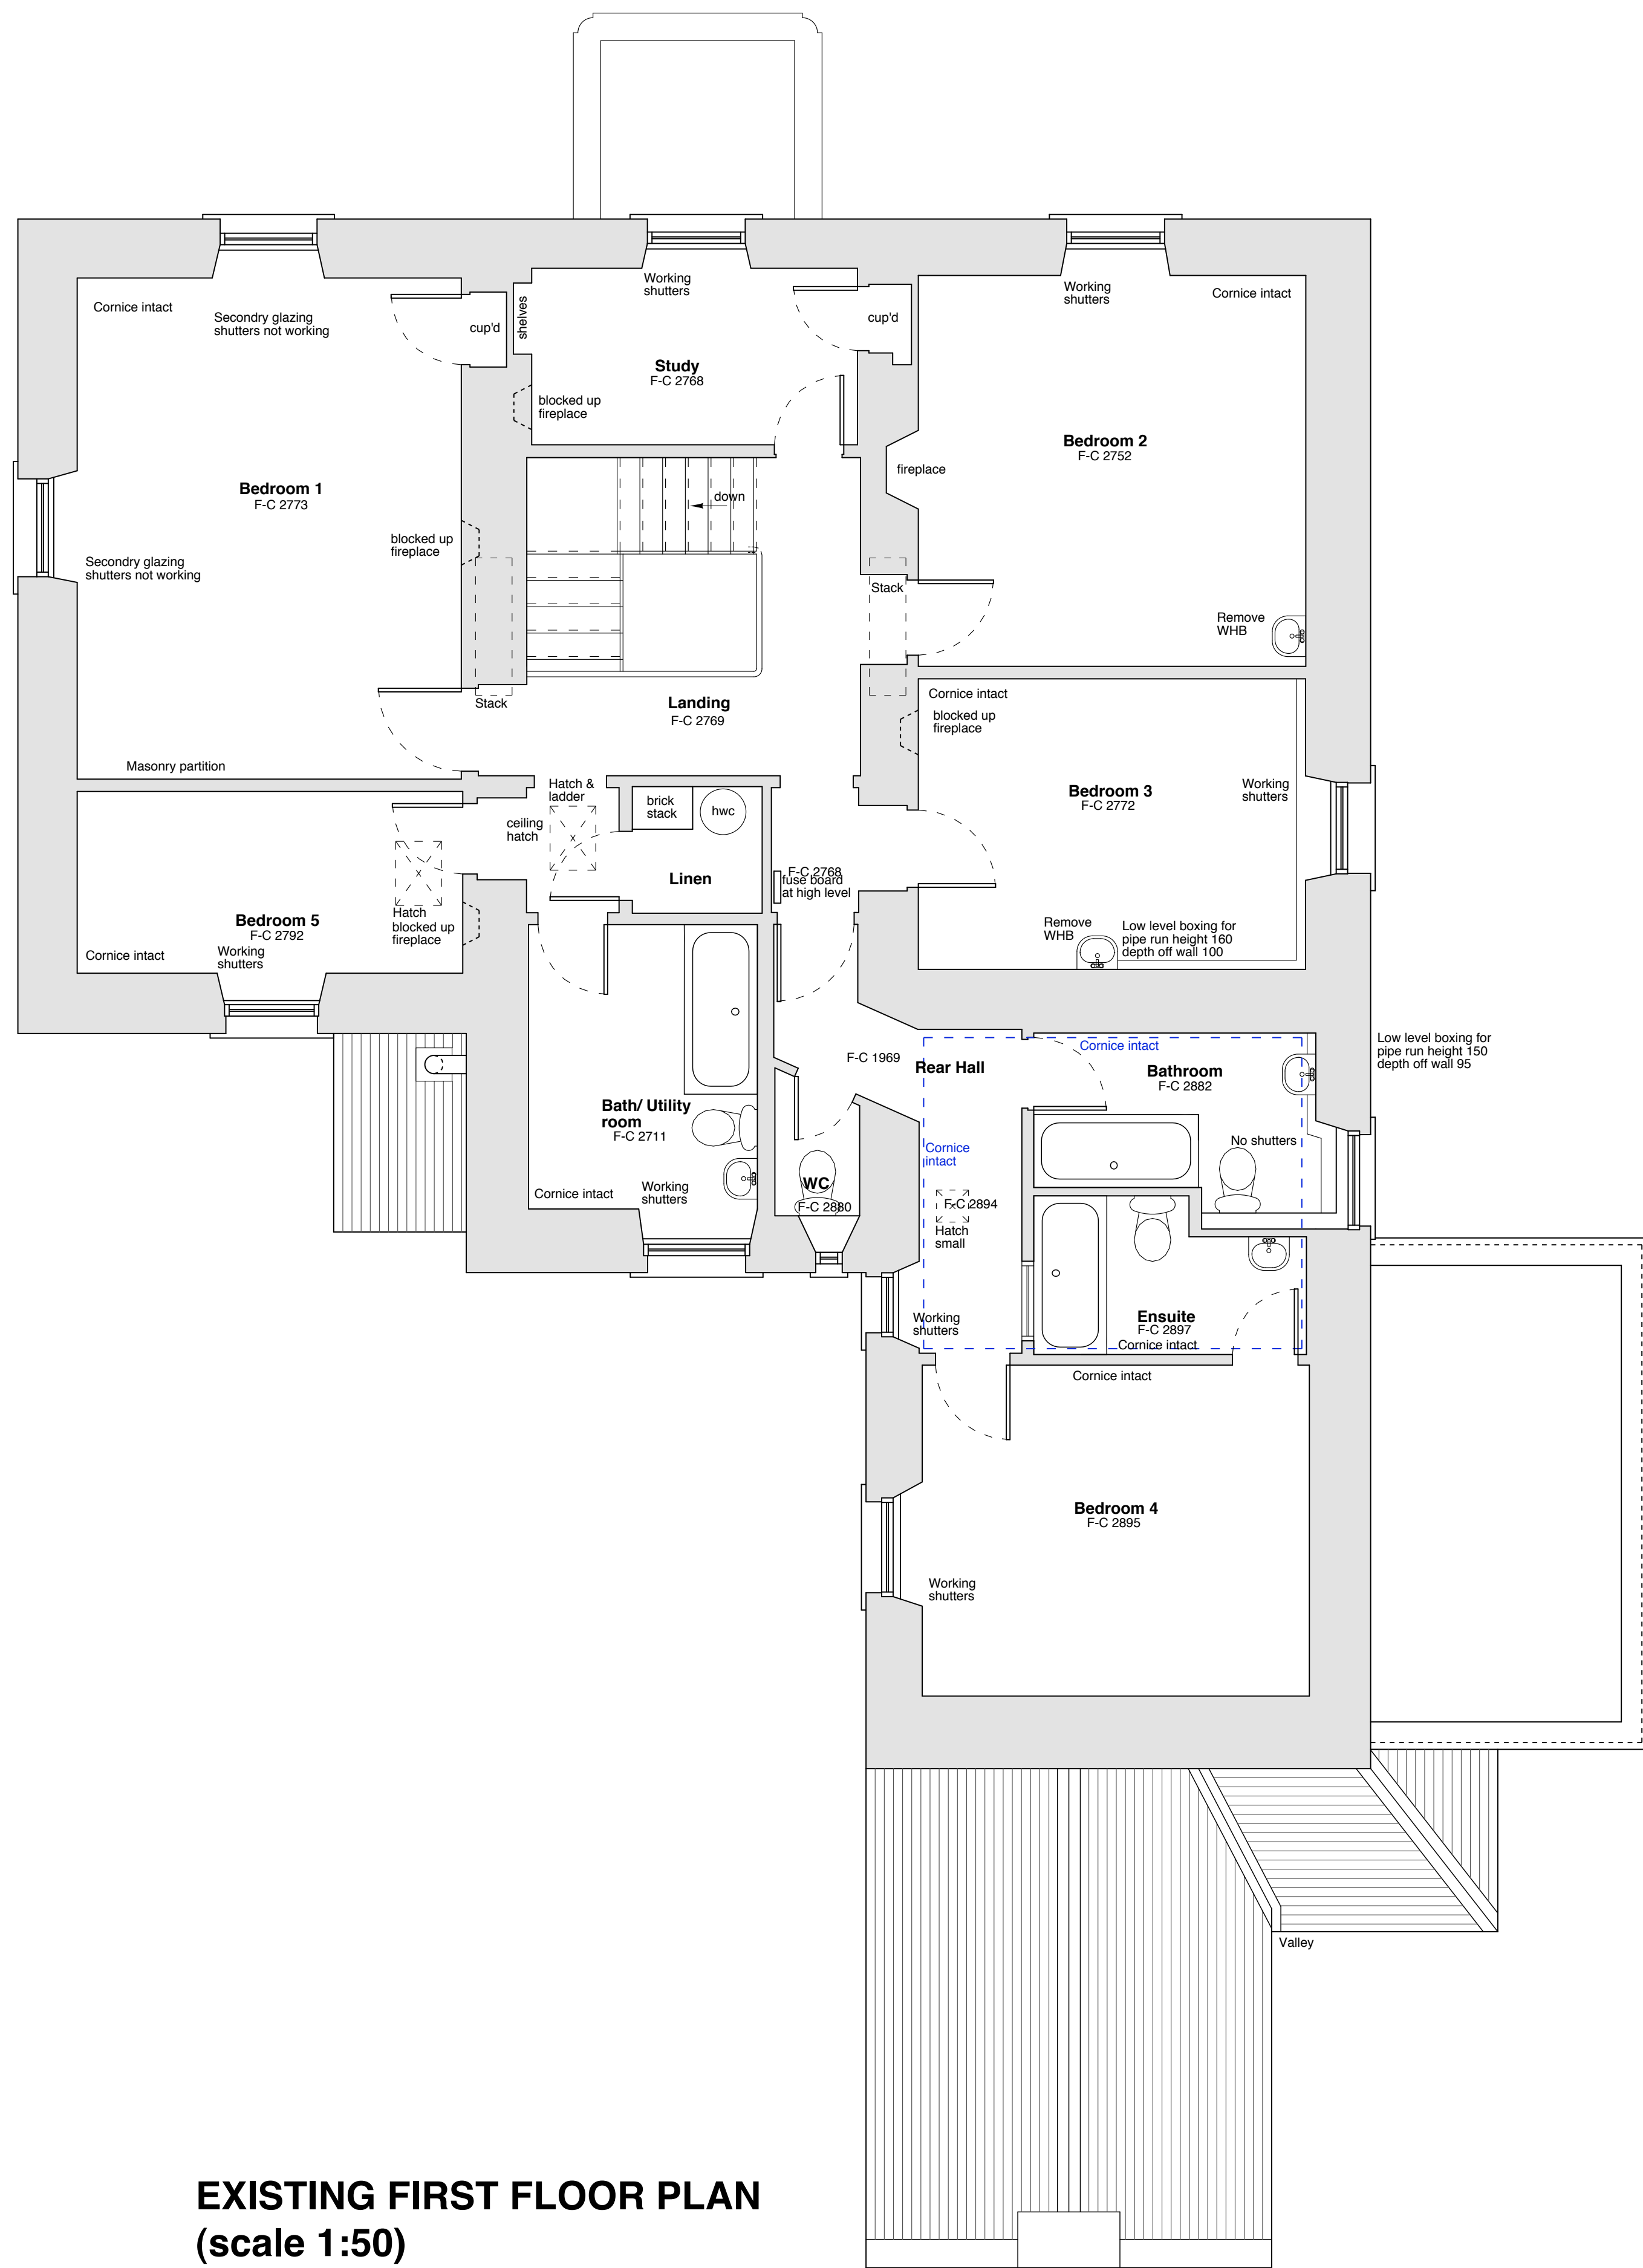 Cornice intact
Secondry glazing
shutters not working
cup'd
shelves
Working
shutters
cup'd
Study
F-C 2768
blocked up
fireplace
Working
shutters
Cornice intact
Bedroom 2
F-C 2752
fireplace
Bedroom 1
F-C 2773
down
blocked up
fireplace
Secondry glazing
shutters not working
Stack
Remove
WHB
Stack
Landing
F-C 2769
Cornice intact
blocked up
fireplace
Masonry partition
Hatch &
ladder
ceiling
hatch
brick
stack
hwc
Working
shutters
Bedroom 3
F-C 2772
Linen
F-C 2768
fuse board
at high level
Hatch
blocked up
fireplace
Bedroom 5
F-C 2792
Working
shutters
Cornice intact
Remove
WHB
Low level boxing for
pipe run height 160
depth off wall 100
Low level boxing for
pipe run height 150
depth off wall 95
F-C 1969
Rear Hall
Cornice intact
Bathroom
F-C 2882
Bath/ Utility
room
F-C 2711
No shutters
Cornice
intact
WC
F-C 2880
Cornice intact
Working
shutters
F-C 2894
Hatch
small
Working
shutters
Ensuite
F-C 2897
Cornice intact
Cornice intact
Bedroom 4
F-C 2895
Working
shutters
Valley
EXISTING FIRST FLOOR PLAN
(scale 1:50)